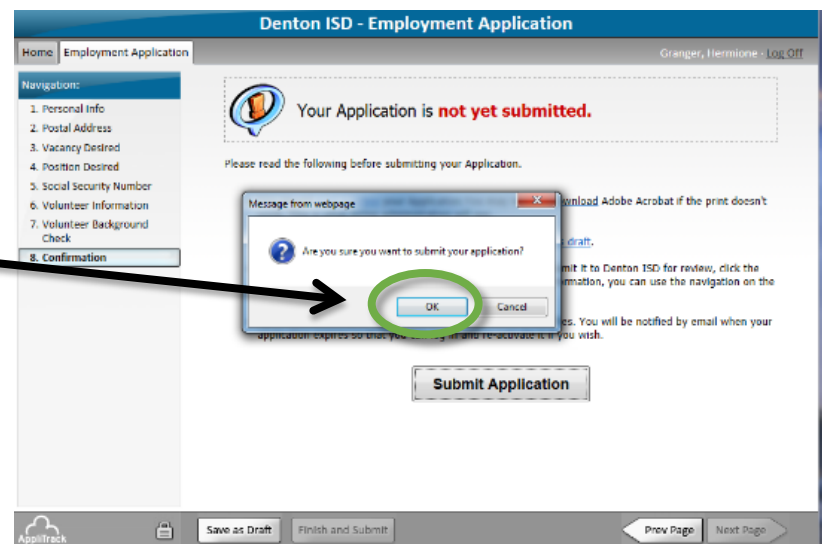 Denton ISD - Employment Application
Home Employment Application
Granger, Hermione - Log Off
Navigation:
1. Personal Info
2. Postal Address
3. Vacancy Desired
4. Position Desired
5. Social Security Number
6. Volunteer Information
7. Volunteer Background
Check
8. Confirmation
Your Application is not yet submitted.
Please read the following before submitting your Application.
Message from webpage
Are you sure you want to submit your application?
OK Cancel
Adobe Acrobat if the print doesn't
draft.
it to Denton ISD for review, click the
you can use the navigation on the
You will be notified by email when your
application expires so that you can log in and re-activate it if you wish.
Submit Application
AppliTrack
Save as Draft Finish and Submit
Prev Page Next Page